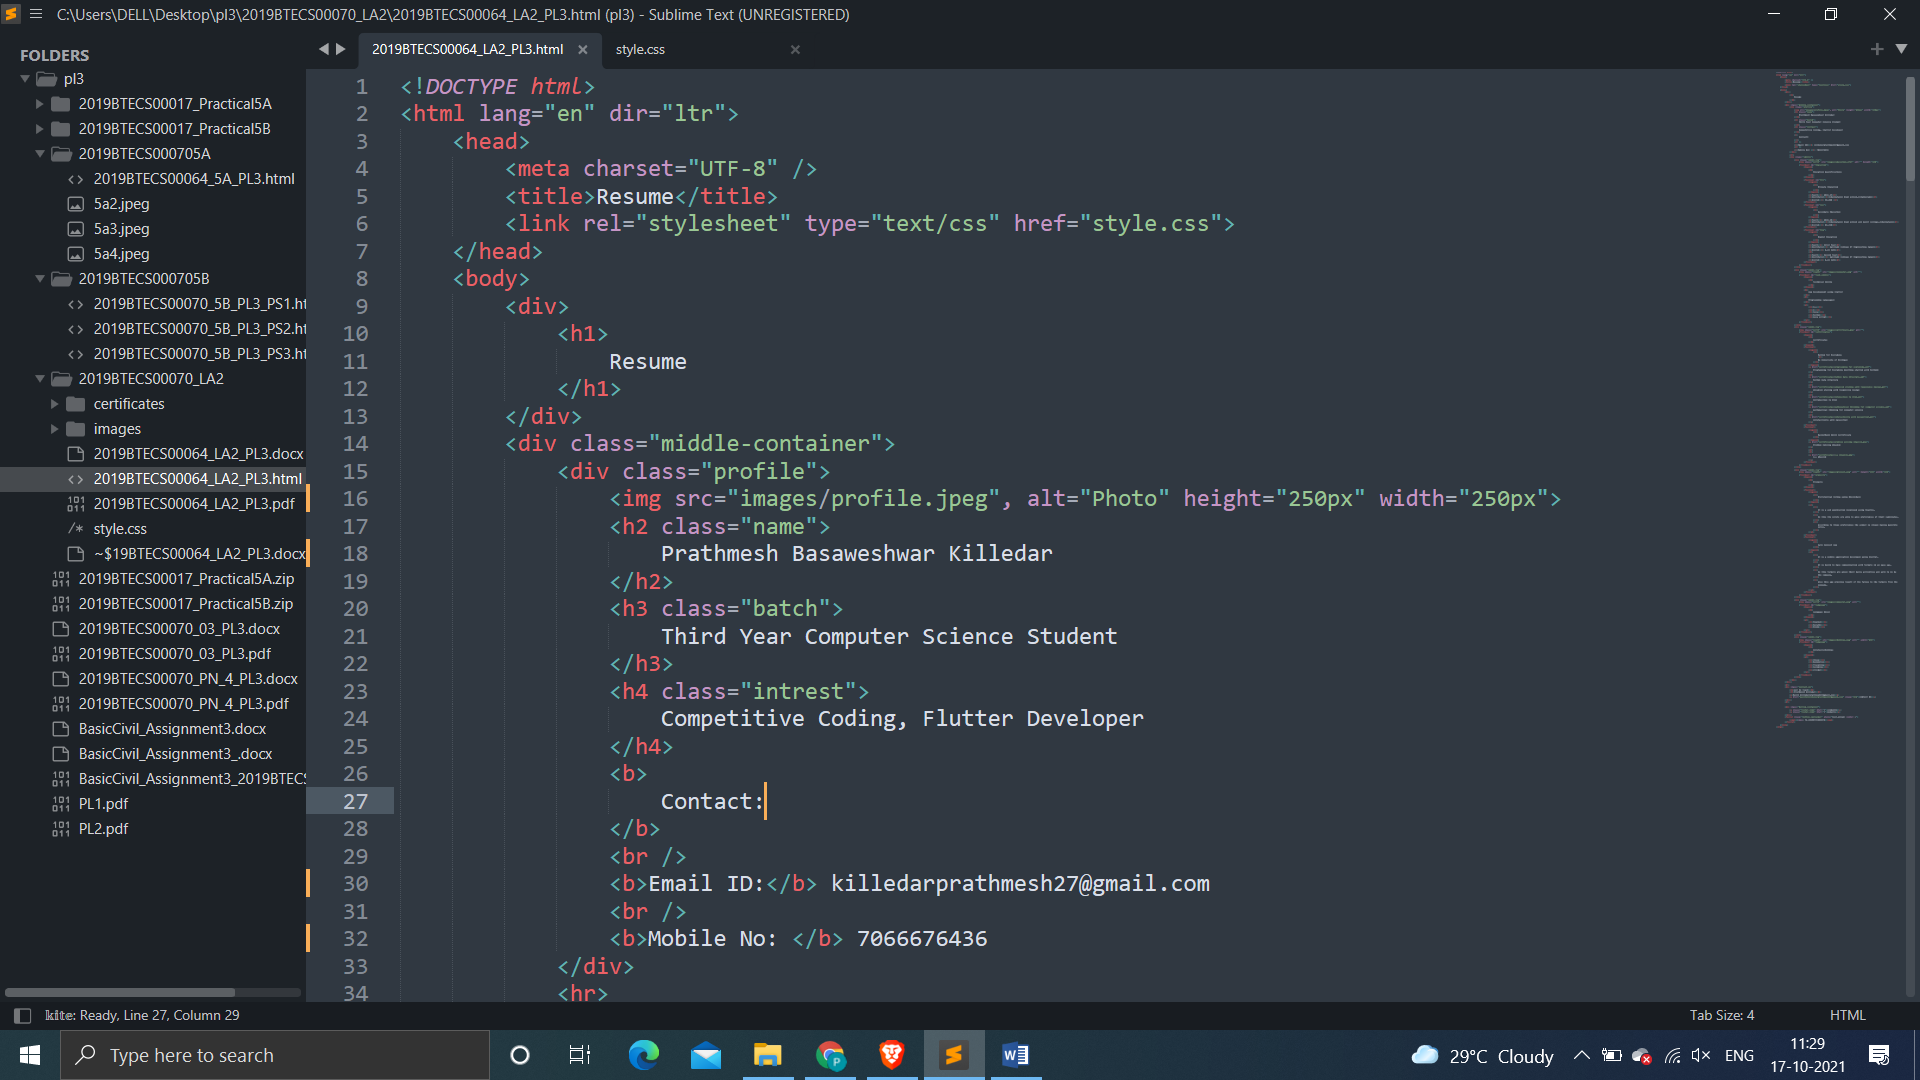 C:\Users\DELL\Desktop\pl3\2019BTECS00070_LA2\2019BTECS00064_LA2_PL3.html (pl3) - Sublime Text (UNREGISTERED)
FOLDERS
pl3
2019BTECS00017_Practical5A
2019BTECS00017_Practical5B
2019BTECS000705A
2019BTECS00064_5A_PL3.html
5a2.jpeg
5a3.jpeg
5a4.jpeg
2019BTECS000705B
2019BTECS00070_5B_PL3_PS1.ht
2019BTECS00070_5B_PL3_PS2.ht
2019BTECS00070_5B_PL3_PS3.ht
2019BTECS00070_LA2
certificates
images
2019BTECS00064_LA2_PL3.docx
2019BTECS00064_LA2_PL3.html
2019BTECS00064_LA2_PL3.pdf
style.css
~$19BTECS00064_LA2_PL3.docx
2019BTECS00017_Practical5A.zip
2019BTECS00017_Practical5B.zip
2019BTECS00070_03_PL3.docx
2019BTECS00070_03_PL3.pdf
2019BTECS00070_PN_4_PL3.docx
2019BTECS00070_PN_4_PL3.pdf
BasicCivil_Assignment3.docx
BasicCivil_Assignment3_.docx
BasicCivil_Assignment3_2019BTECS
PL1.pdf
PL2.pdf
2019BTECS00064_LA2_PL3.html
style.css
1 <!DOCTYPE html>
2 <html lang="en" dir="ltr">
3 <head>
4 <meta charset="UTF-8" />
5 <title>Resume</title>
6 <link rel="stylesheet" type="text/css" href="style.css">
7 </head>
8 <body>
9 <div>
10 <h1>
11 Resume
12 </h1>
13 </div>
14 <div class="middle-container">
15 <div class="profile">
16 <img src="images/profile.jpeg", alt="Photo" height="250px" width="250px">
17 <h2 class="name">
18 Prathmesh Basaweshwar Killedar
19 </h2>
20 <h3 class="batch">
21 Third Year Computer Science Student
22 </h3>
23 <h4 class="intrest">
24 Competitive Coding, Flutter Developer
25 </h4>
26 <b>
27 Contact:
28 </b>
29 <br />
30 <b>Email ID:</b> killedarprathmesh27@gmail.com
31 <br />
32 <b>Mobile No: </b> 7066676436
33 </div>
34 <hr>
kite: Ready, Line 27, Column 29
Tab Size: 4
HTML
Type here to search
29°C Cloudy
ENG
11:29
17-10-2021